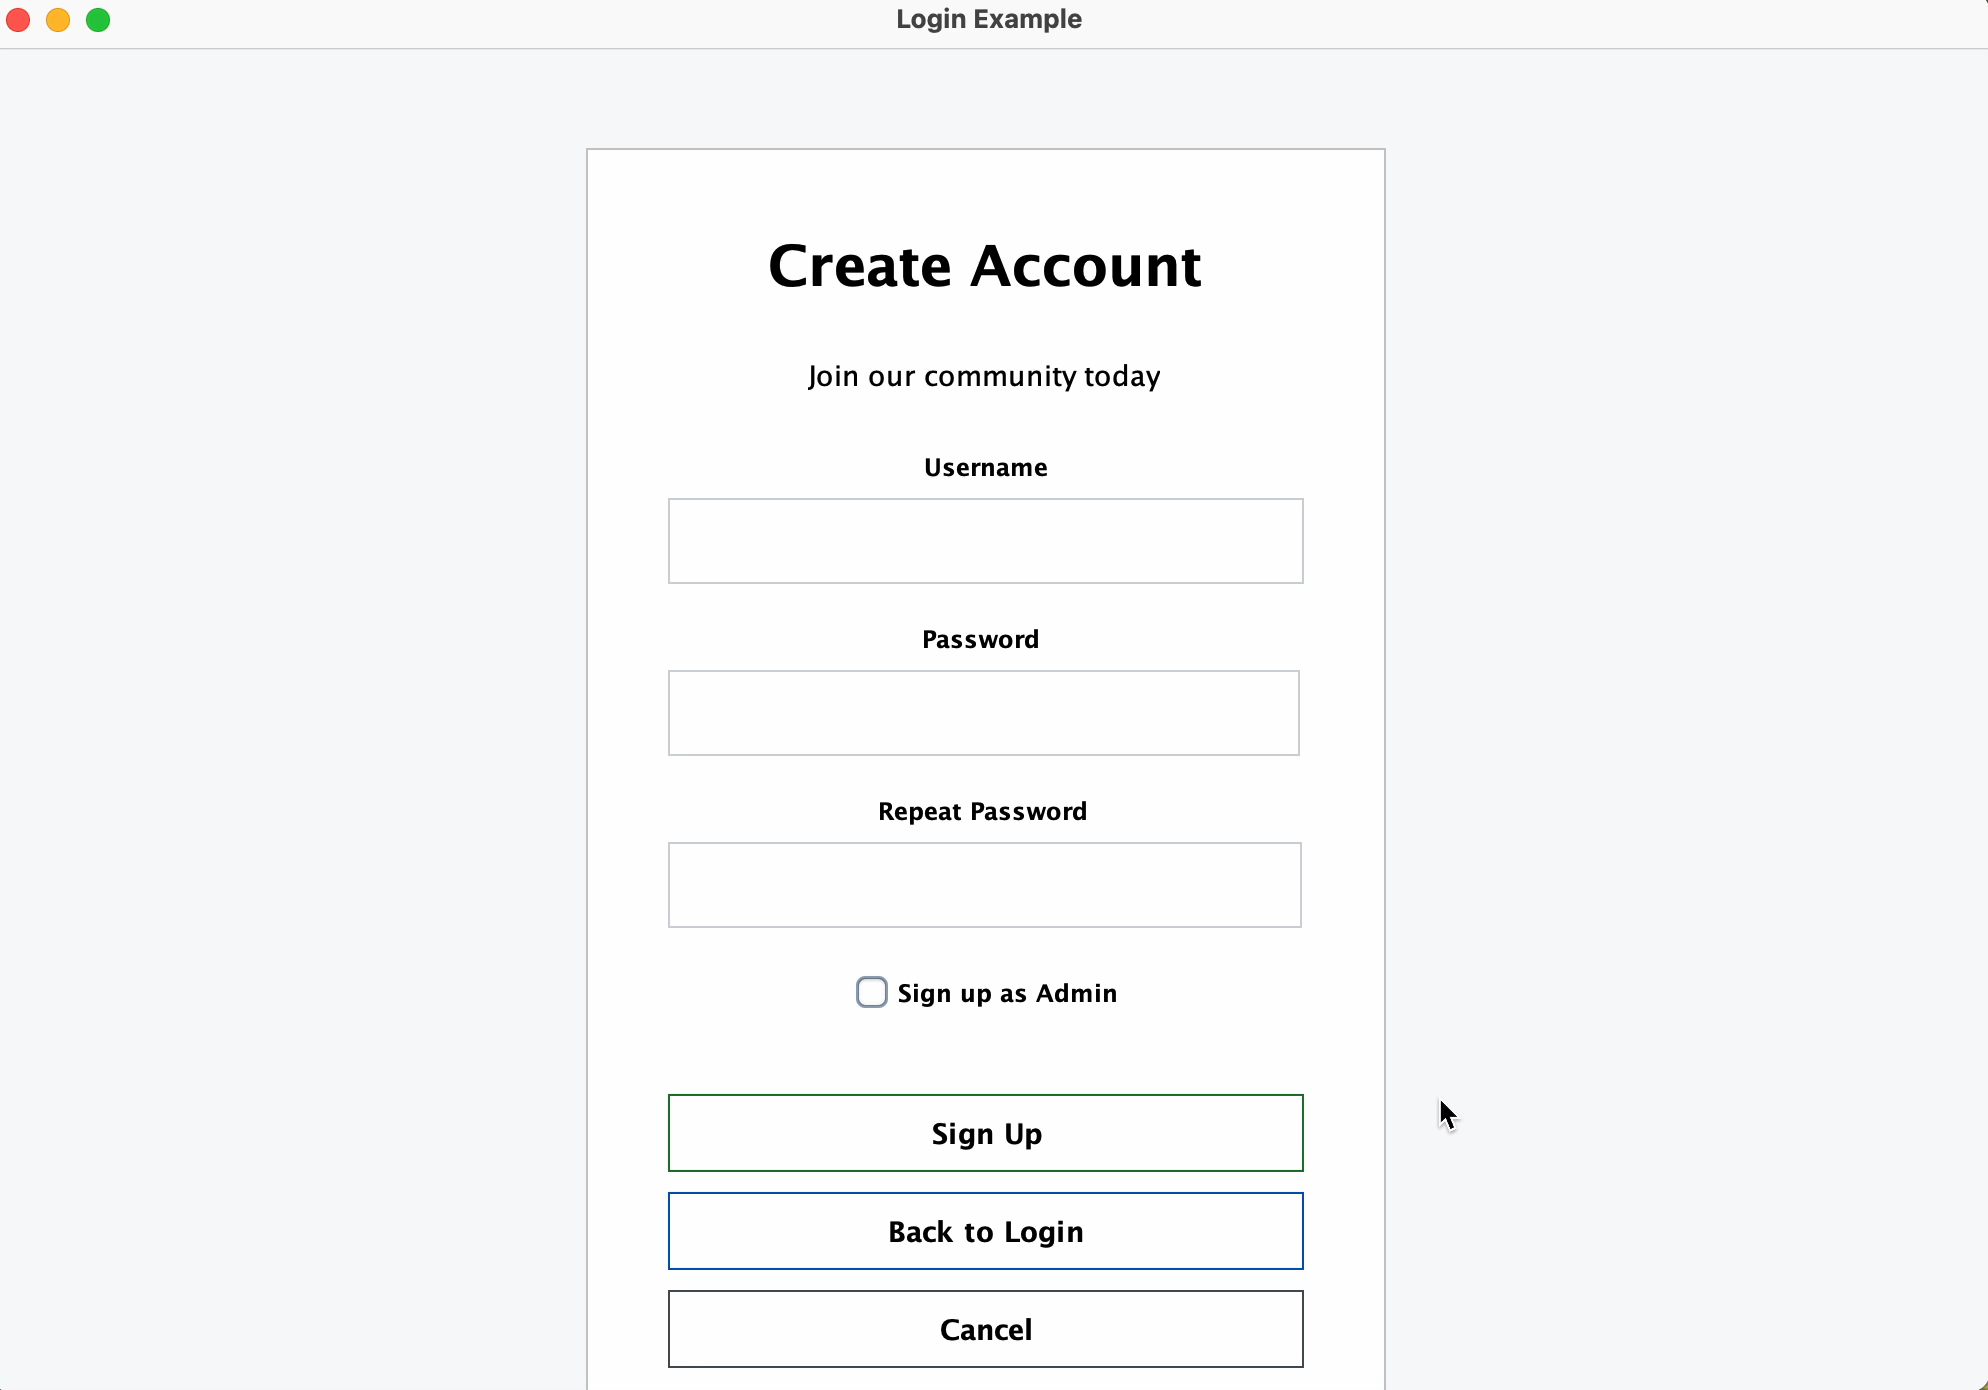 Login Example
Create Account
Join our community today
Username
Password
Repeat Password
Sign up as Admin
Sign Up
Back to Login
Cancel